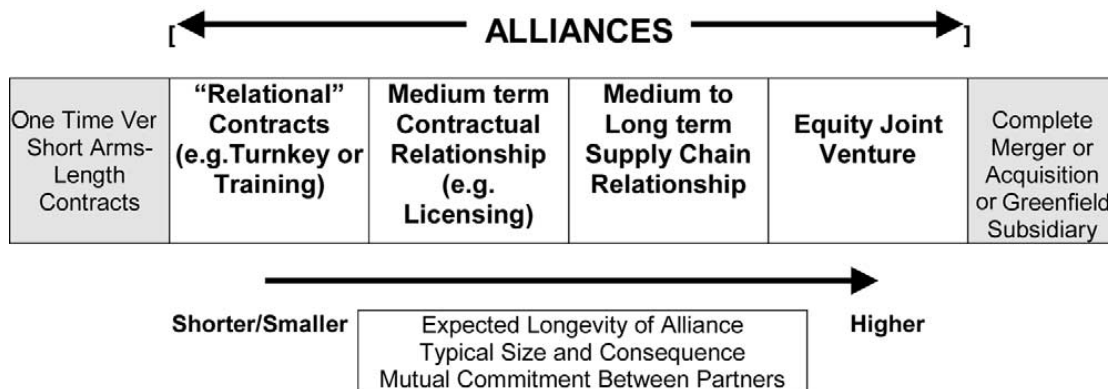 [ ALLIANCES ]
One Time Ver
Short Arms-
Length
Contracts
“Relational”
Contracts
(e.g.Turnkey or
Training)
Medium term
Contractual
Relationship
(e.g.
Licensing)
Medium to
Long term
Supply Chain
Relationship
Equity Joint
Venture
Complete
Merger or
Acquisition
or Greenfield
Subsidiary
Shorter/Smaller
Higher
Expected Longevity of Alliance
Typical Size and Consequence
Mutual Commitment Between Partners